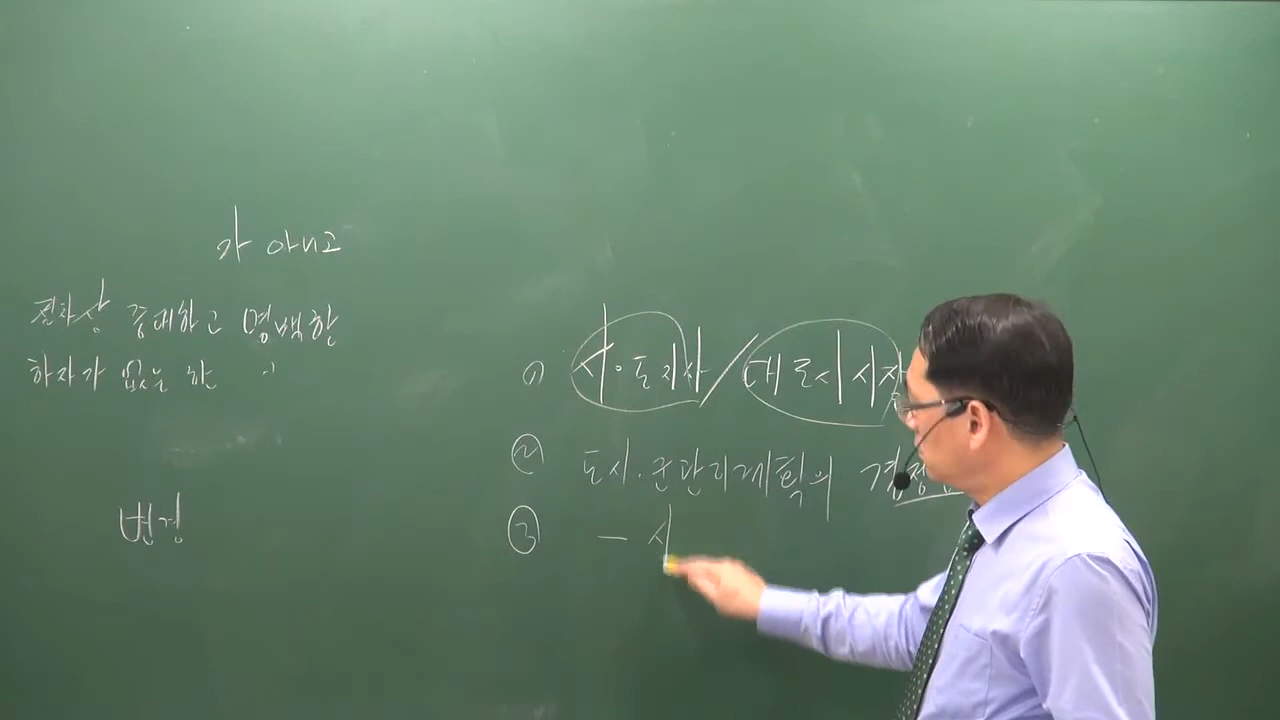 가 아니고
절차상 중대하고 명백한
하자가 없는 한
변경
① 시·도지사/대도시 시장
② 도시·군관리계획의 결정
③ - 시